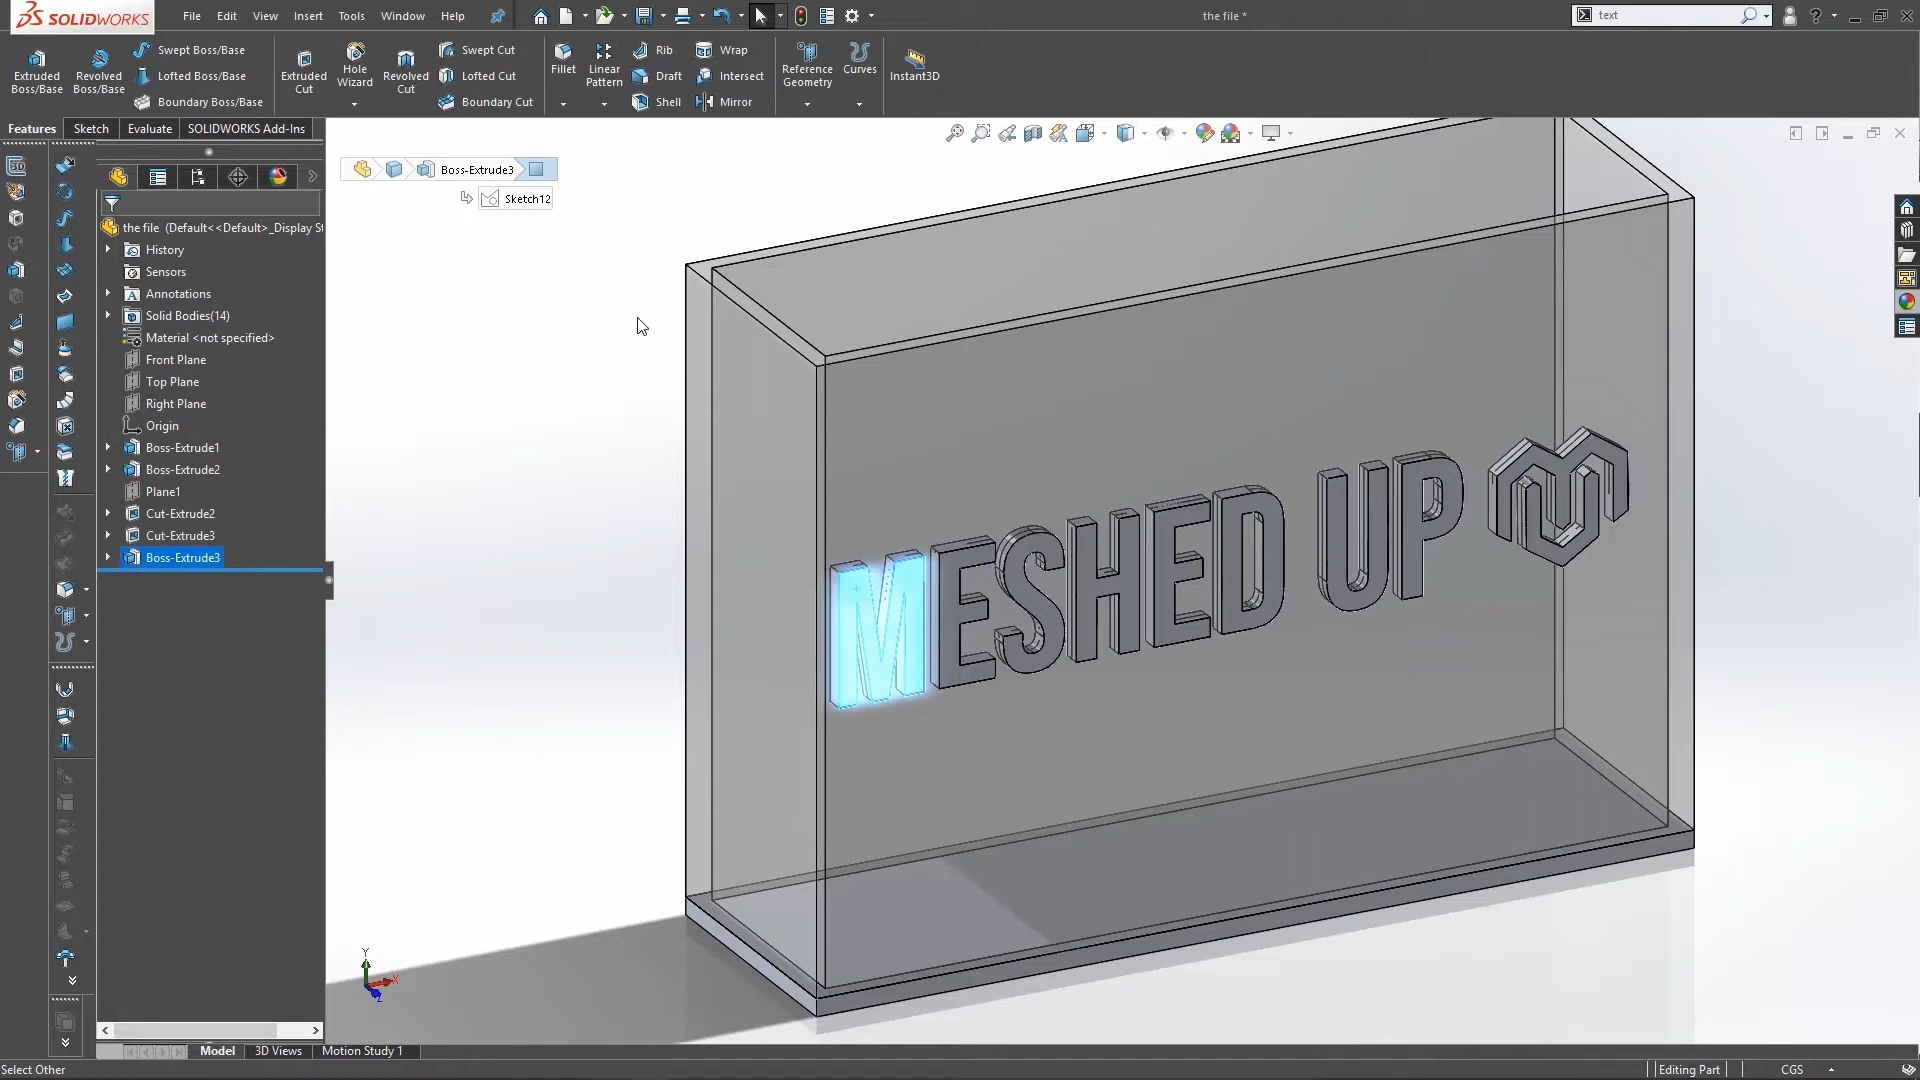 SOLIDWORKS
File Edit View Insert Tools Window Help
the file *
text
Extruded Boss/Base
Revolved Boss/Base
Swept Boss/Base
Lofted Boss/Base
Boundary Boss/Base
Extruded Cut
Hole Wizard
Revolved Cut
Swept Cut
Lofted Cut
Boundary Cut
Fillet
Linear Pattern
Rib
Draft
Shell
Wrap
Intersect
Mirror
Reference Geometry
Curves
Instant3D
Features Sketch Evaluate SOLIDWORKS Add-Ins
Boss-Extrude3
Sketch12
the file (Default<<Default>_Display St
History
Sensors
Annotations
Solid Bodies(14)
Material <not specified>
Front Plane
Top Plane
Right Plane
Origin
Boss-Extrude1
Boss-Extrude2
Plane1
Cut-Extrude2
Cut-Extrude3
Boss-Extrude3
MESHED UP
Y
X
Z
Model 3D Views Motion Study 1
Select Other
Editing Part
CGS